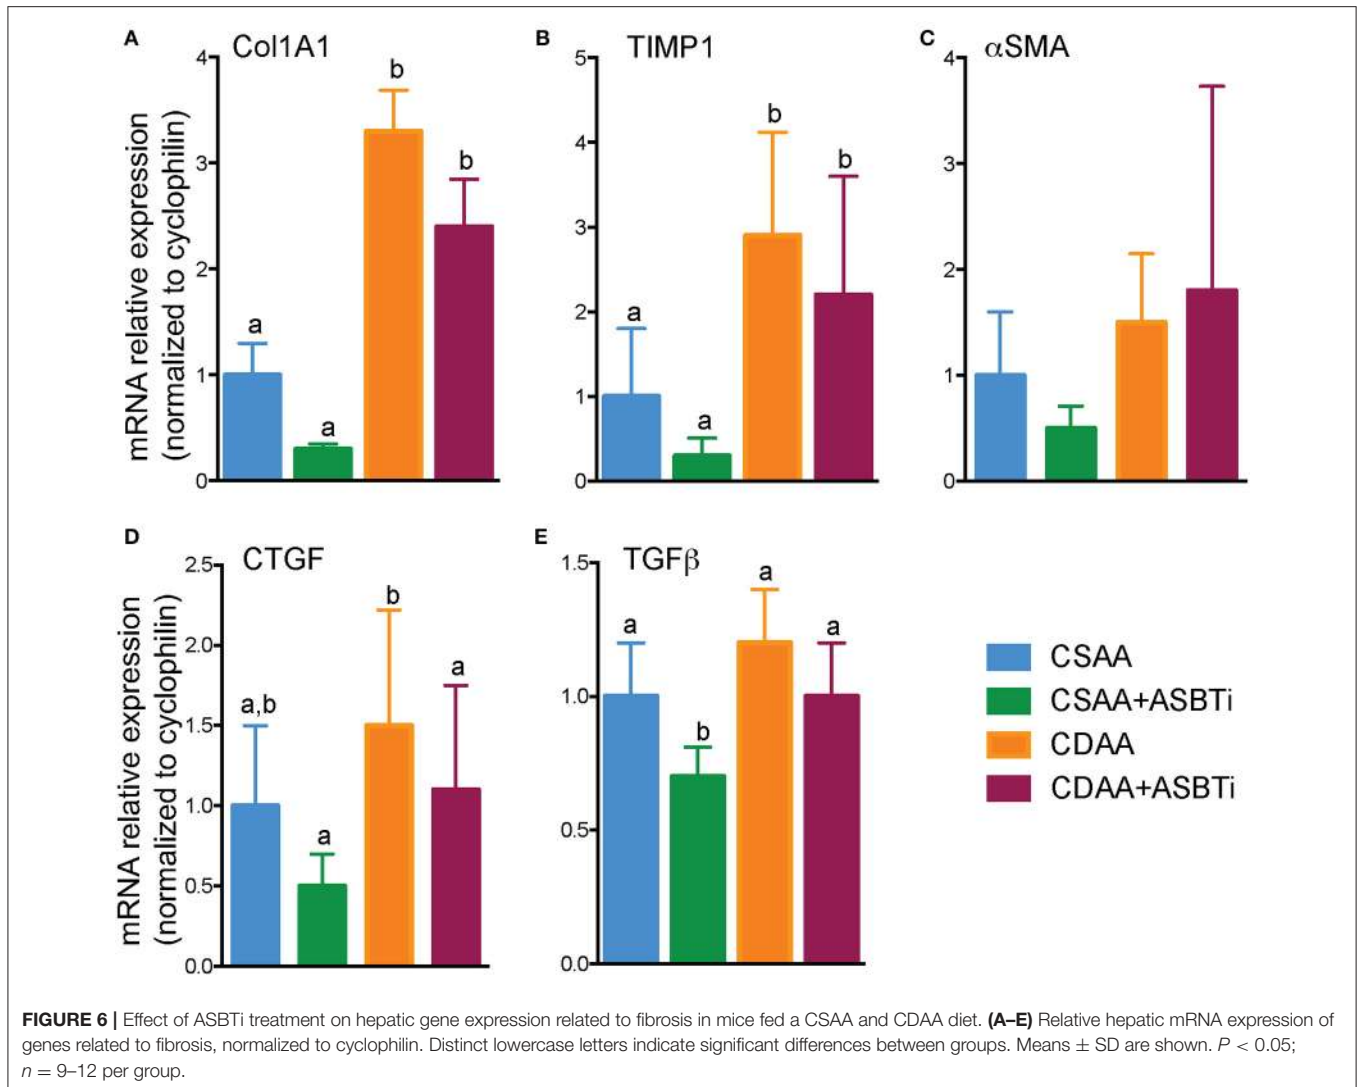 A
Col1A1
mRNA relative expression
(normalized to cyclophilin)
4
3
2
1
0
a
a
b
b
B
TIMP1
5
4
3
2
1
0
a
a
b
b
C
αSMA
4
3
2
1
0
D
CTGF
mRNA relative expression
(normalized to cyclophilin)
2.5
2.0
1.5
1.0
0.5
0.0
a,b
a
b
a
E
TGFβ
1.5
1.0
0.5
0.0
a
b
a
a
CSAA
CSAA+ASBTi
CDAA
CDAA+ASBTi
FIGURE 6 | Effect of ASBTi treatment on hepatic gene expression related to fibrosis in mice fed a CSAA and CDAA diet. (A–E) Relative hepatic mRNA expression of
genes related to fibrosis, normalized to cyclophilin. Distinct lowercase letters indicate significant differences between groups. Means ± SD are shown. P < 0.05;
n = 9–12 per group.